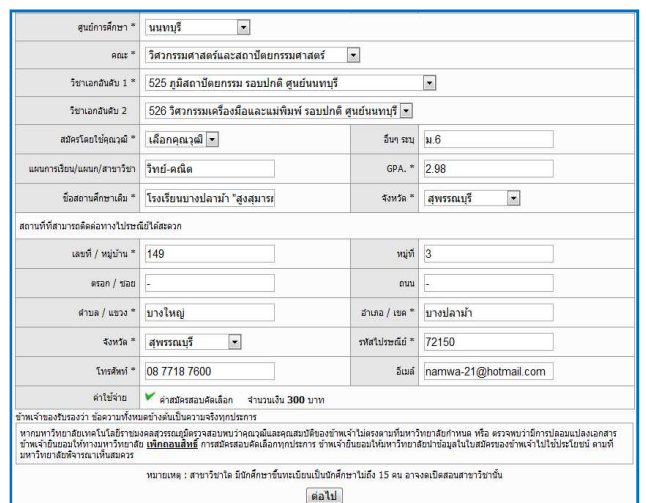 ศูนย์การศึกษา * นนทบุรี
คณะ * วิศวกรรมศาสตร์และสถาปัตยกรรมศาสตร์
วิชาเอกอันดับ 1 * 525 ภูมิสถาปัตยกรรม รอบปกติ ศูนย์นนทบุรี
วิชาเอกอันดับ 2 526 วิศวกรรมเครื่องมือและแม่พิมพ์ รอบปกติ ศูนย์นนทบุรี
สมัครโดยใช้คุณวุฒิ * เลือกคุณวุฒิ อื่นๆ ระบุ ม.6
แผนการเรียน/แผนก/สาขาวิชา วิทย์-คณิต GPA. * 2.98
ชื่อสถานศึกษาเดิม * โรงเรียนบางปลาม้า "สูงสุมาร จังหวัด * สุพรรณบุรี
สถานที่ที่สามารถติดต่อทางไปรษณีย์ได้สะดวก
เลขที่ / หมู่บ้าน * 149 หมู่ที่ 3
ตรอก / ซอย - ถนน -
ตำบล / แขวง * บางใหญ่ อำเภอ / เขต * บางปลาม้า
จังหวัด * สุพรรณบุรี รหัสไปรษณีย์ * 72150
โทรศัพท์ * 08 7718 7600 อีเมล์ namwa-21@hotmail.com
ค่าใช้จ่าย ค่าสมัครสอบคัดเลือก จำนวนเงิน 300 บาท
ข้าพเจ้าขอรับรองว่า ข้อความทั้งหมดข้างต้นเป็นความจริงทุกประการ
หากมหาวิทยาลัยเทคโนโลยีราชมงคลสุวรรณภูมิตรวจสอบพบว่าคุณวุฒิและคุณสมบัติของข้าพเจ้าไม่ตรงตามที่มหาวิทยาลัยกำหนด หรือ ตรวจพบว่ามีการปลอมแปลงเอกสาร
ข้าพเจ้ายินยอมให้ทางมหาวิทยาลัย เพิกถอนสิทธิ์ การสมัครสอบคัดเลือกทุกประการ ข้าพเจ้ายินยอมให้มหาวิทยาลัยนำข้อมูลในใบสมัครของข้าพเจ้าไปใช้ประโยชน์ ตามที่
มหาวิทยาลัยพิจารณาเห็นสมควร
หมายเหตุ : สาขาวิชาใด มีนักศึกษาขึ้นทะเบียนเป็นนักศึกษาไม่ถึง 15 คน อาจงดเปิดสอนสาขาวิชานั้น
ต่อไป